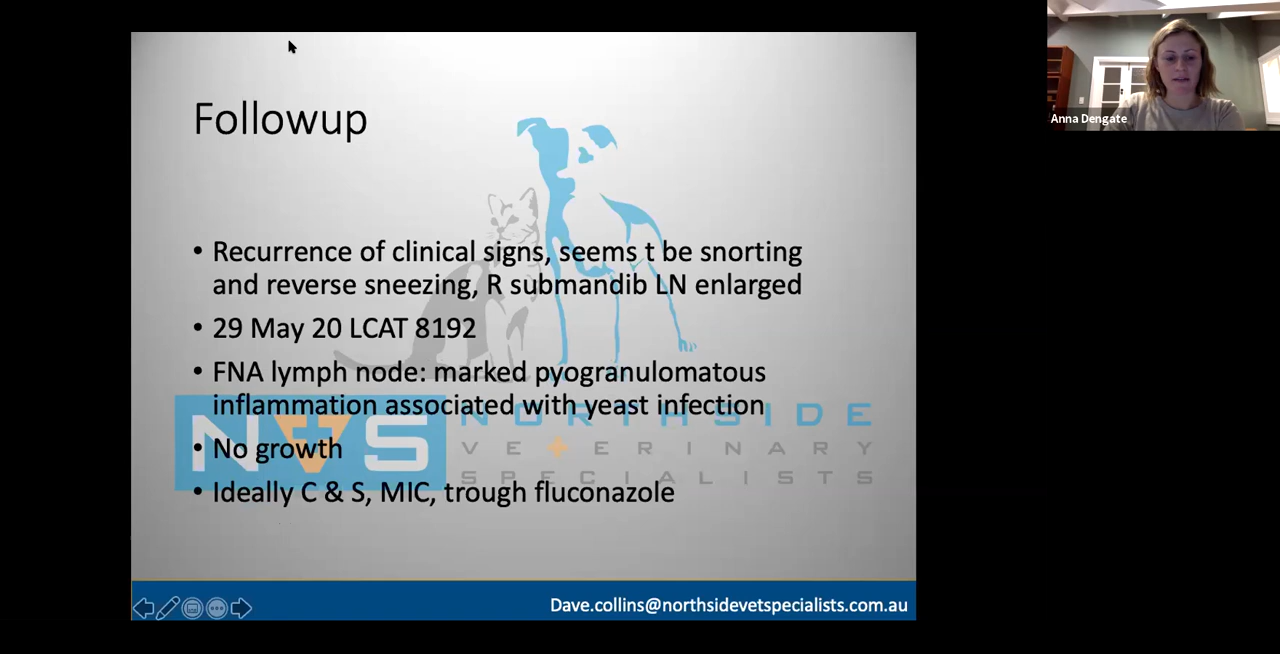 Followup
• Recurrence of clinical signs, seems t be snorting
and reverse sneezing, R submandib LN enlarged
• 29 May 20 LCAT 8192
• FNA lymph node: marked pyogranulomatous
inflammation associated with yeast infection
• No growth
• Ideally C & S, MIC, trough fluconazole
NVS
NORTHSIDE
VETERINARY
SPECIALISTS
Dave.collins@northsidevetspecialists.com.au
Anna Dengate